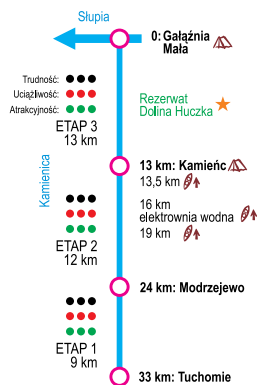 Słupia
0: Gałąźnia
Mała
Trudność:
Uciążliwość:
Atrakcyjność:
ETAP 3
13 km
Rezerwat
Dolina Huczka
Kamienica
13 km: Kamieńc
13,5 km
16 km
elektrownia wodna
19 km
ETAP 2
12 km
24 km: Modrzejewo
ETAP 1
9 km
33 km: Tuchomie